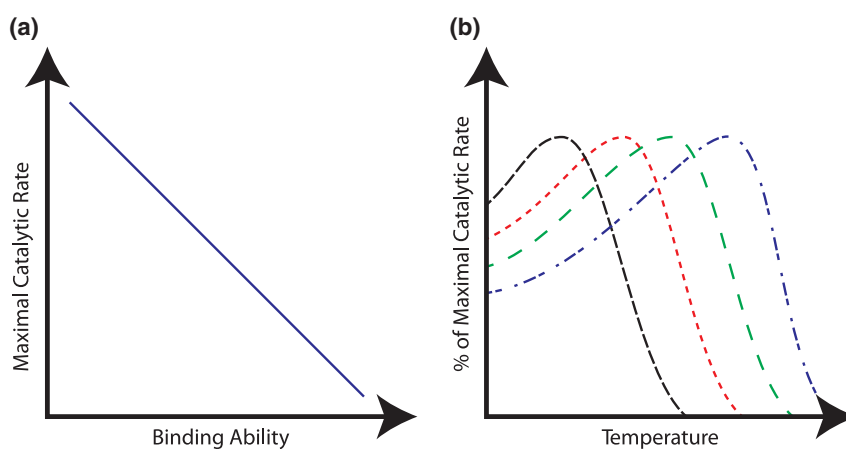 (a)
Maximal Catalytic Rate
Binding Ability
(b)
% of Maximal Catalytic Rate
Temperature